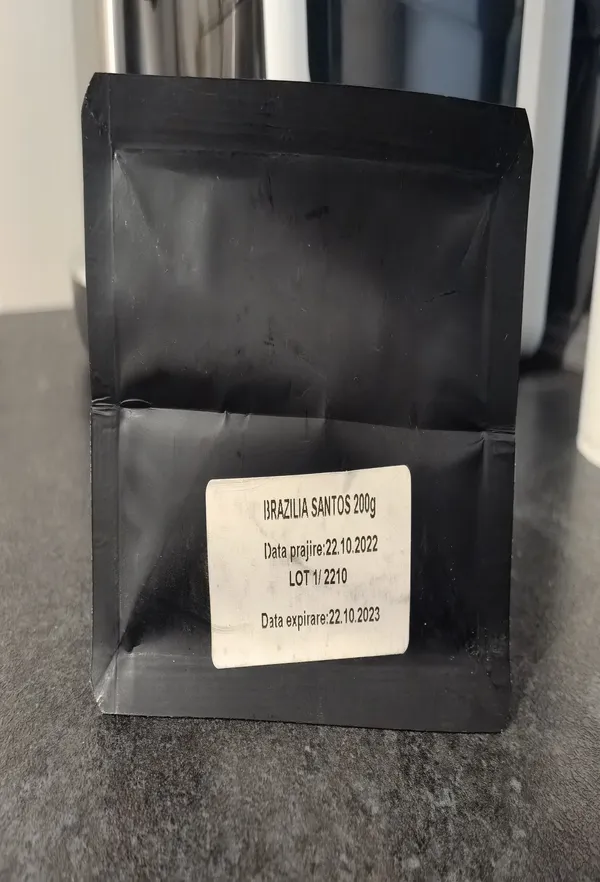 BRAZILIA SANTOS 200g
Data prajire:22.10.2022
LOT 1/ 2210
Data expirare:22.10.2023